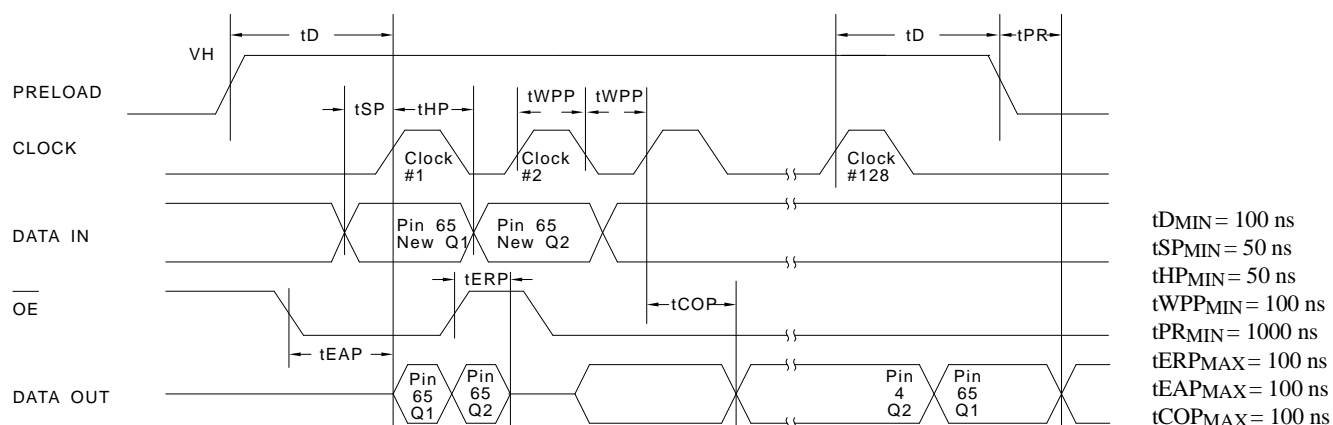 tD
tD
tPR
VH
PRELOAD
tSP
tHP
tWPP
tWPP
CLOCK
Clock
#1
Clock
#2
Clock
#128
DATA IN
Pin 65
New Q1
Pin 65
New Q2
tERP
OE
tCOP
tEAP
DATA OUT
Pin
65
Q1
Pin
65
Q2
Pin
4
Q2
Pin
65
Q1
tDMIN = 100 ns
tSPMIN = 50 ns
tHPMIN = 50 ns
tWPPMIN = 100 ns
tPRMIN = 1000 ns
tERPMAX = 100 ns
tEAPMAX = 100 ns
tCOPMAX = 100 ns